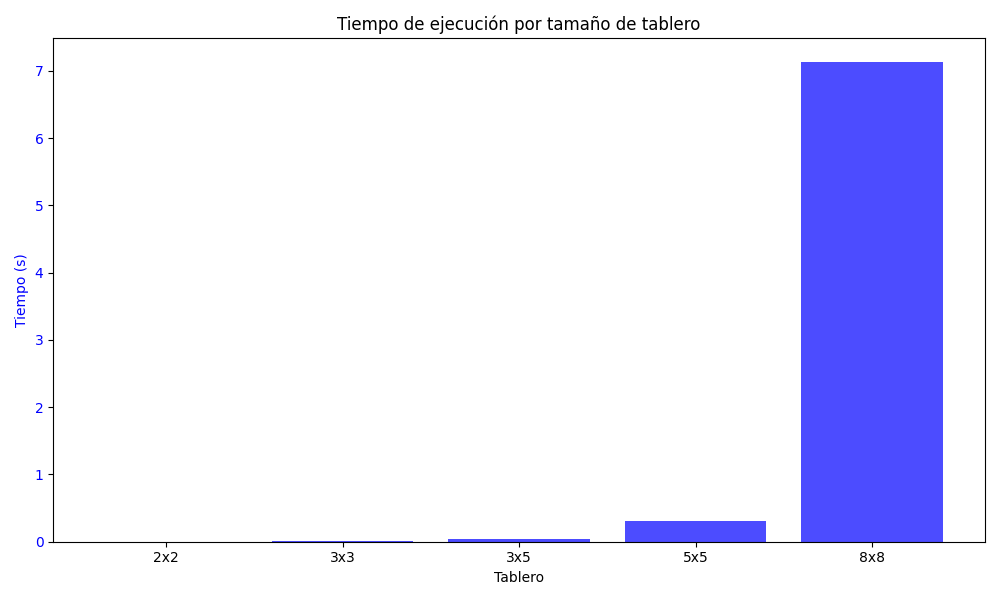 Tiempo de ejecución por tamaño de tablero
7
6
5
4
3
2
1
0
Tiempo (s)
2x2 3x3 3x5 5x5 8x8
Tablero